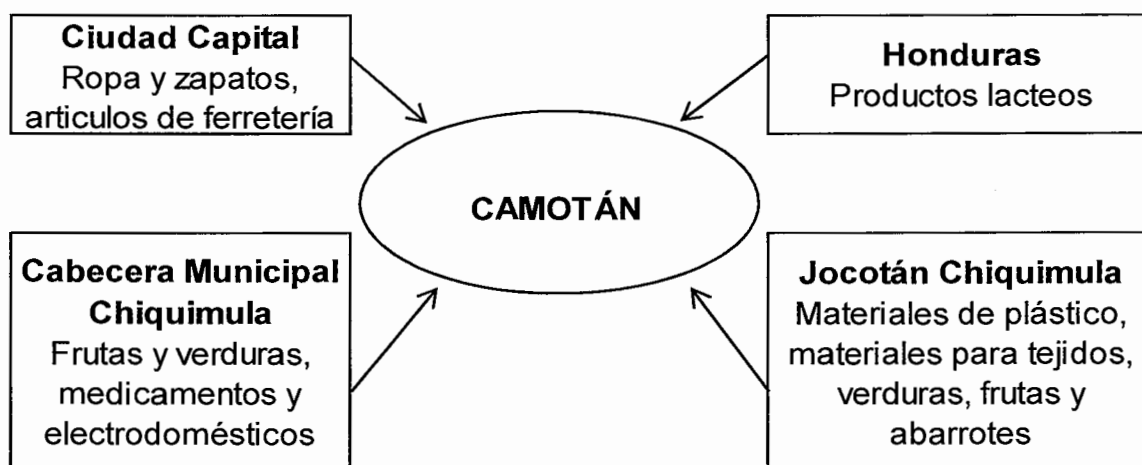 Ciudad Capital
Ropa y zapatos,
articulos de ferretería
Honduras
Productos lacteos
CAMOTÁN
Cabecera Municipal
Chiquimula
Frutas y verduras,
medicamentos y
electrodomésticos
Jocotán Chiquimula
Materiales de plástico,
materiales para tejidos,
verduras, frutas y
abarrotes